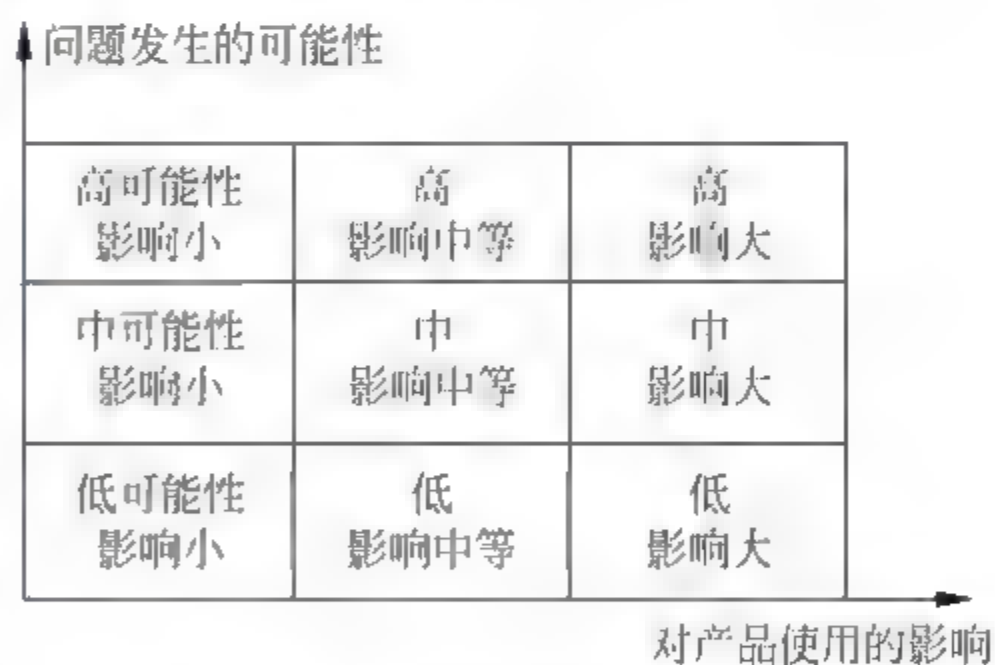 问题发生的可能性
高可能性
影响小
高
影响中等
高
影响大
中可能性
影响小
中
影响中等
中
影响大
低可能性
影响小
低
影响中等
低
影响大
对产品使用的影响